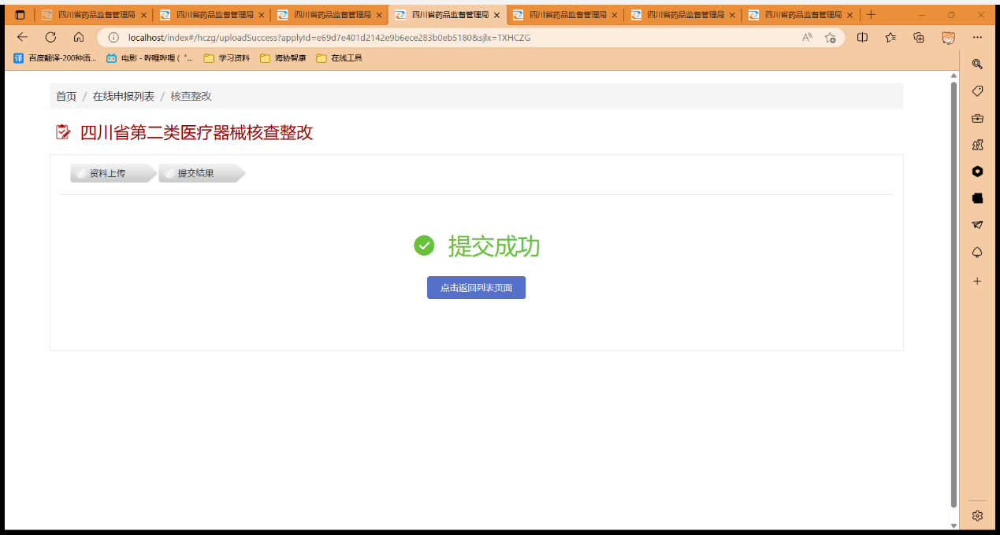 四川省药品监督管理局 四川省药品监督管理局 四川省药品监督管理局 四川省药品监督管理局 四川省药品监督管理局 四川省药品监督管理局 四川省药品监督管理局
localhost/index#/hczg/uploadSuccess?applyId=e69d7e401d2142e9b6ece283b0eb5180&sjlx=TXHCZG
译 百度翻译-200种语... 电影 - 哔哩哔哩 ( ゜... 学习资料 海协智康 在线工具
首页 / 在线申报列表 / 核查整改
四川省第二类医疗器械核查整改
资料上传 提交结果
提交成功
点击返回列表页面